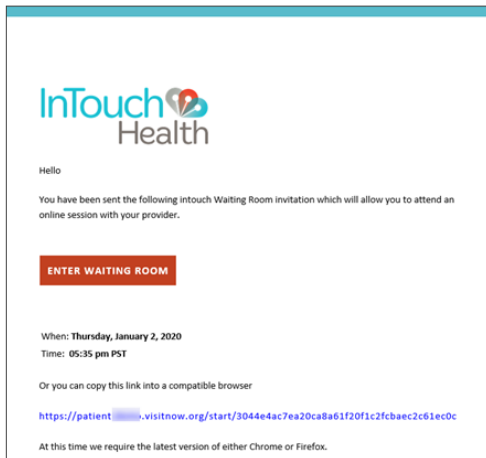 InTouch
Health
Hello
You have been sent the following intouch Waiting Room invitation which will allow you to attend an
online session with your provider.
ENTER WAITING ROOM
When: Thursday, January 2, 2020
Time: 05:35 pm PST
Or you can copy this link into a compatible browser
https://patient .visitnow.org/start/3044e4ac7ea20ca8a61f20f1c2fcbaec2c61ec0c
At this time we require the latest version of either Chrome or Firefox.